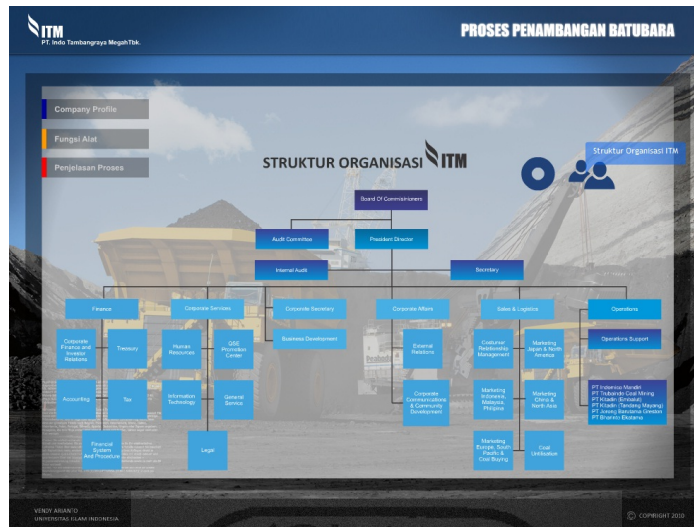 ITM
PT. Indo Tambangraya MegahTbk.
PROSES PENAMBANGAN BATUBARA
Company Profile
Fungsi Alat
Penjelasan Proses
STRUKTUR ORGANISASI ITM
Struktur Organisasi ITM
Board Of Commisinioners
Audit Committee
President Director
Internal Audit
Secretary
Finance
Corporate Services
Corporate Secretary
Corporate Affairs
Sales & Logistics
Operations
Corporate
Finance and
Investor
Relations
Treasury
Human
Resources
QSE
Promotion
Center
Business Development
External
Relations
Costumer
Relationship
Management
Marketing
Japan & North
America
Operations Support
Accounting
Tax
Information
Technology
General
Service
Corporate
Communications
& Community
Development
Marketing
Indonesia,
Malaysia,
Philipina
Marketing
China &
North Asia
PT Indamico Mandiri
PT Trubaindo Coal Mining
PT Kitadin (Embalut)
PT Kitadin (Tandung Mayang)
PT Jorong Barutama Greston
PT Bharinto Ekatama
Financial
System
And Procedure
Legal
Marketing
Europe, South
Pacific &
Coal Buying
Coal
Untilisation
VENDY ARIANTO
UNIVERSITAS ISLAM INDONESIA
© COPIRIGHT 2010